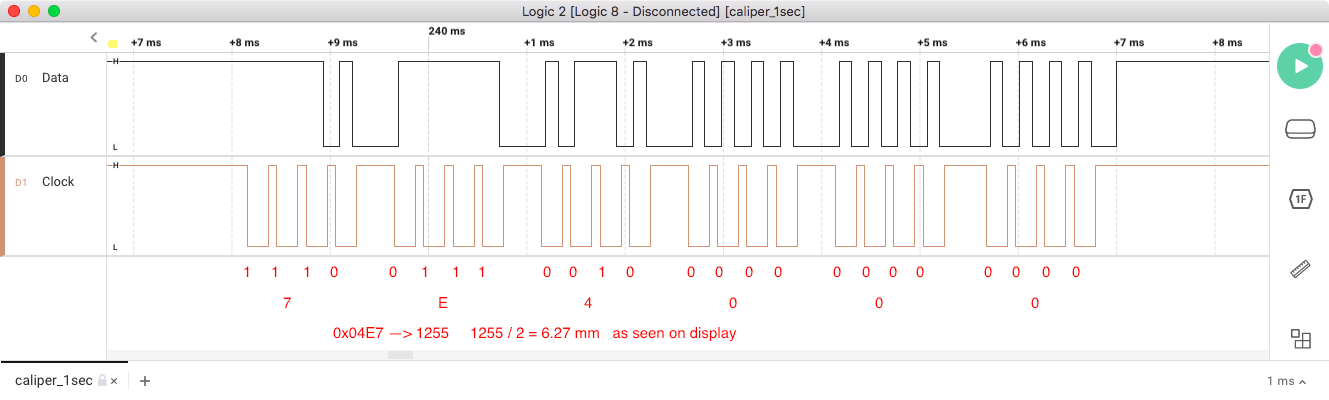 Logic 2 [Logic 8 - Disconnected] [caliper_1sec]
240 ms
+7 ms +8 ms +9 ms +1 ms +2 ms +3 ms +4 ms +5 ms +6 ms +7 ms +8 ms
H
D0 Data
L
H
D1 Clock
L
1F
1 1 1 0 0 1 1 1 0 0 1 0 0 0 0 0 0 0 0 0 0 0 0 0
7 E 4 0 0 0
0x04E7 —> 1255 1255 / 2 = 6.27 mm as seen on display
caliper_1sec × +
1 ms